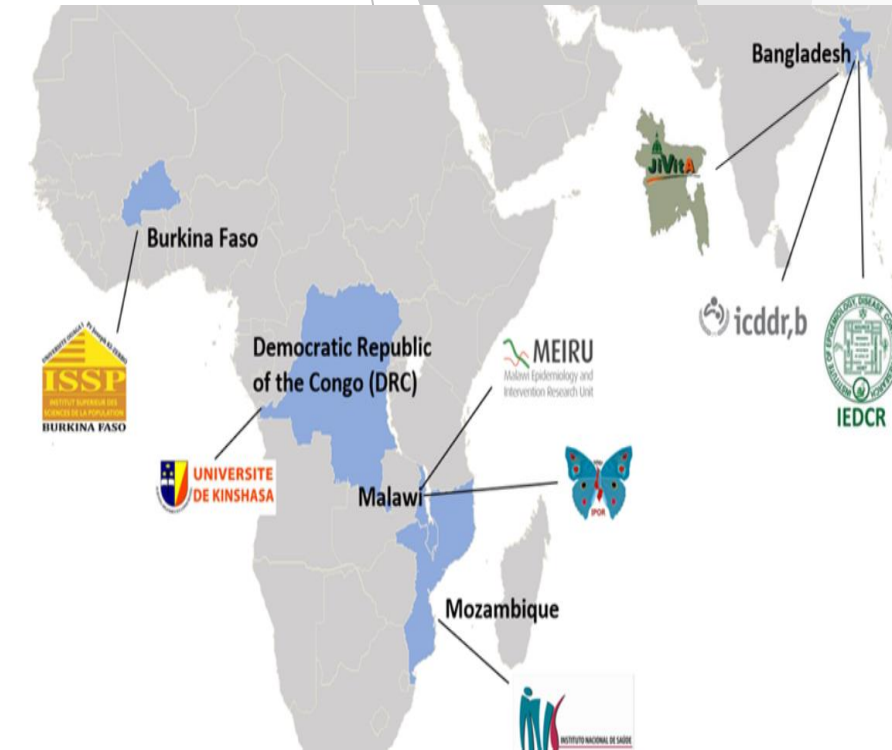 Bangladesh
JiVitA
Burkina Faso
icddr,b
Democratic Republic
of the Congo (DRC)
MEIRU
Malawi Epidemiology and
Intervention Research Unit
ISSP
INSTITUT SUPERIEUR DES
SCIENCES DE LA POPULATION
BURKINA FASO
IEDCR
UNIVERSITE
DE KINSHASA
Malawi
IPOR
Mozambique
INSTITUTO NACIONAL DE SAÚDE